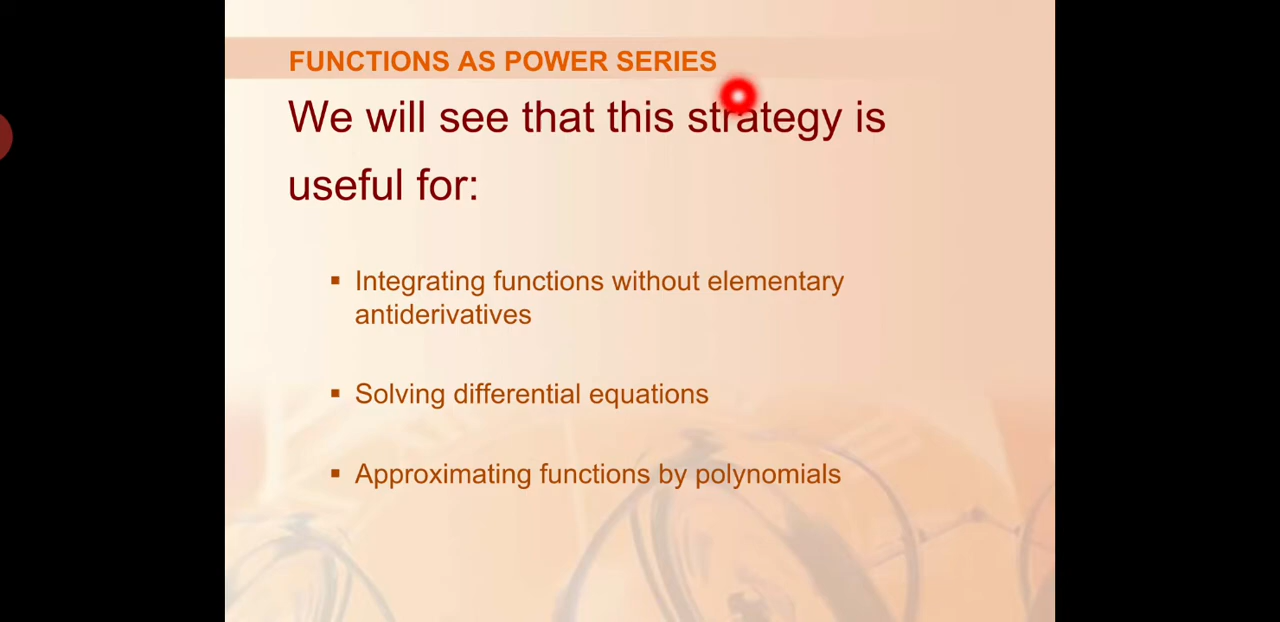 FUNCTIONS AS POWER SERIES
We will see that this strategy is
useful for:
▪ Integrating functions without elementary
antiderivatives
▪ Solving differential equations
▪ Approximating functions by polynomials